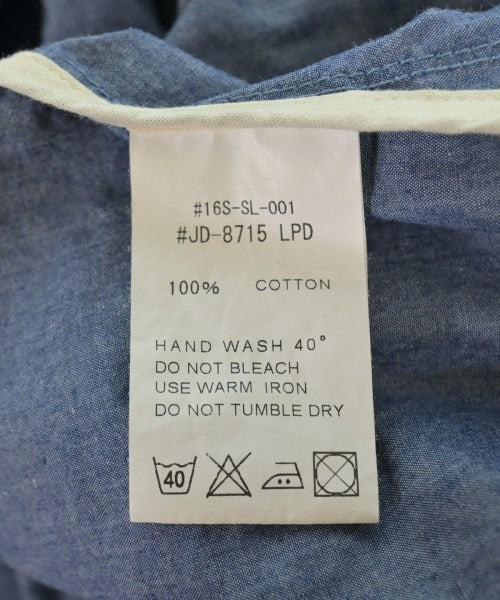 #16S-SL-001
#JD-8715 LPD
100% COTTON
HAND WASH 40°
DO NOT BLEACH
USE WARM IRON
DO NOT TUMBLE DRY
40